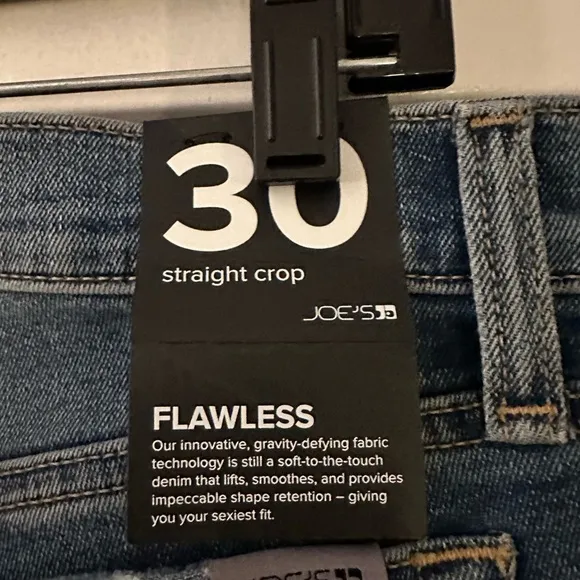 30
straight crop
JOE'S
FLAWLESS
Our innovative, gravity-defying fabric
technology is still a soft-to-the-touch
denim that lifts, smoothes, and provides
impeccable shape retention – giving
you your sexiest fit.
JOE'S